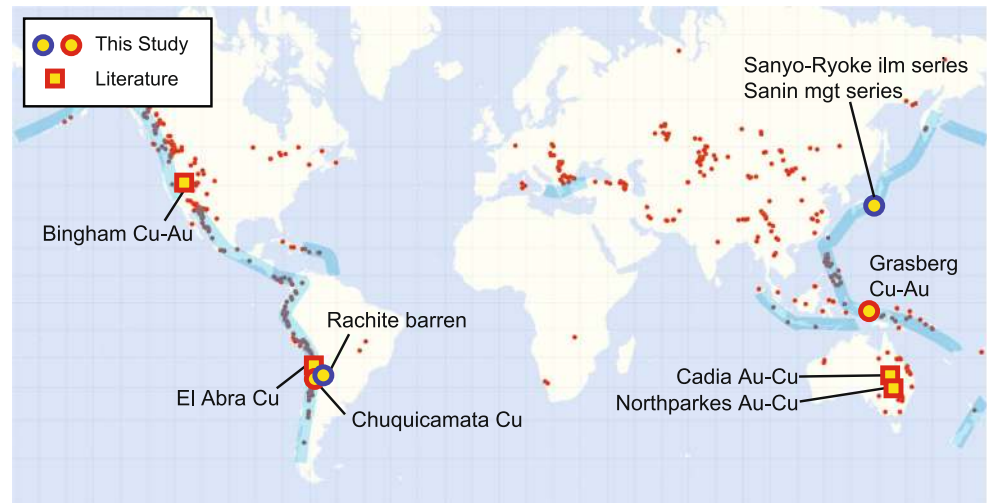 This Study
Literature
Sanyo-Ryoke ilm series
Sanin mgt series
Bingham Cu-Au
Grasberg
Cu-Au
Rachite barren
El Abra Cu
Chuquicamata Cu
Cadia Au-Cu
Northparkes Au-Cu